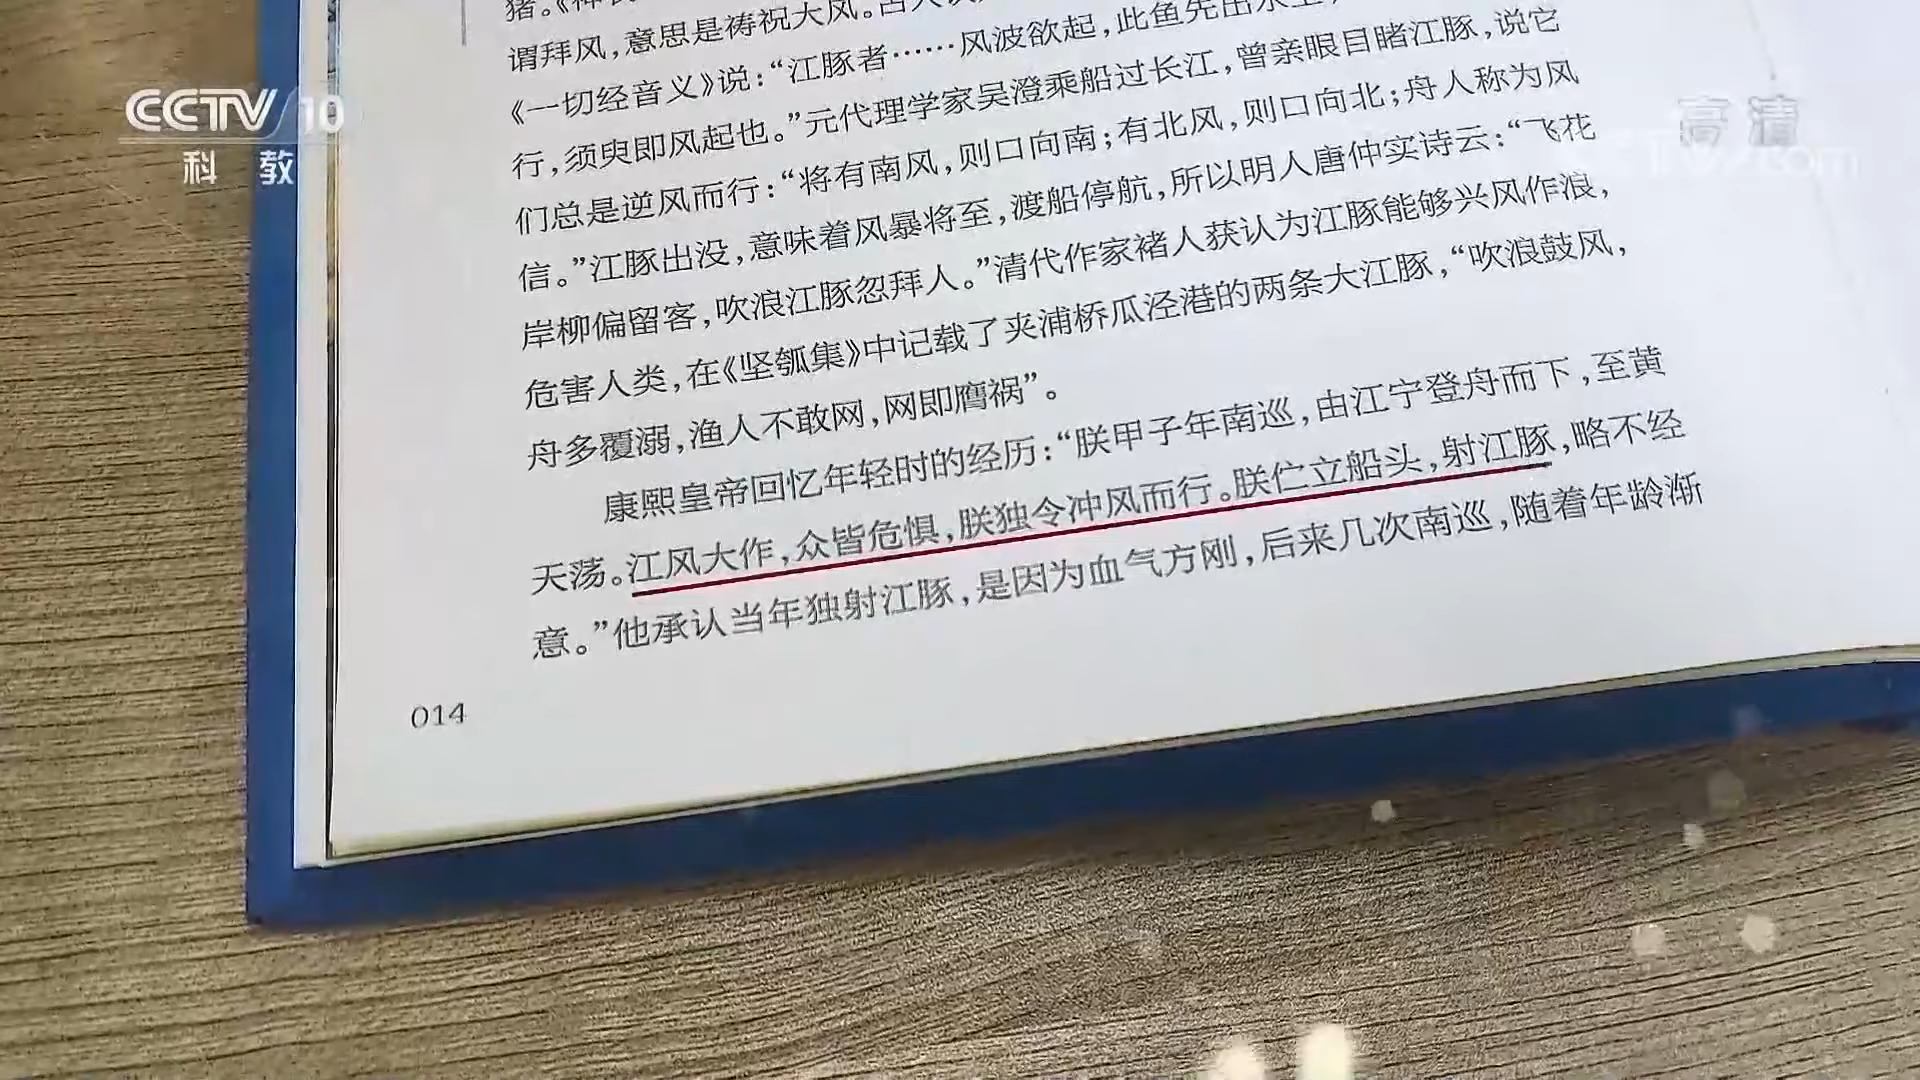 CCTV 10
科教
高清
猪。《神
谓拜风，意思是祷祝大风。古人
《一切经音义》说：“江豚者……风波欲起，此鱼先出水上，
行，须臾即风起也。”元代理学家吴澄乘船过长江，曾亲眼目睹江豚，说它
们总是逆风而行：“将有南风，则口向南；有北风，则口向北；舟人称为风
信。”江豚出没，意味着风暴将至，渡船停航，所以明人唐仲实诗云：“飞花
岸柳偏留客，吹浪江豚忽拜人。”清代作家褚人获认为江豚能够兴风作浪，
危害人类，在《坚瓠集》中记载了夹浦桥瓜泾港的两条大江豚，“吹浪鼓风，
舟多覆溺，渔人不敢网，网即膺祸”。
康熙皇帝回忆年轻时的经历：“朕甲子年南巡，由江宁登舟而下，至黄
天荡。江风大作，众皆危惧，朕独令冲风而行。朕伫立船头，射江豚，略不经
意。”他承认当年独射江豚，是因为血气方刚，后来几次南巡，随着年龄渐
014